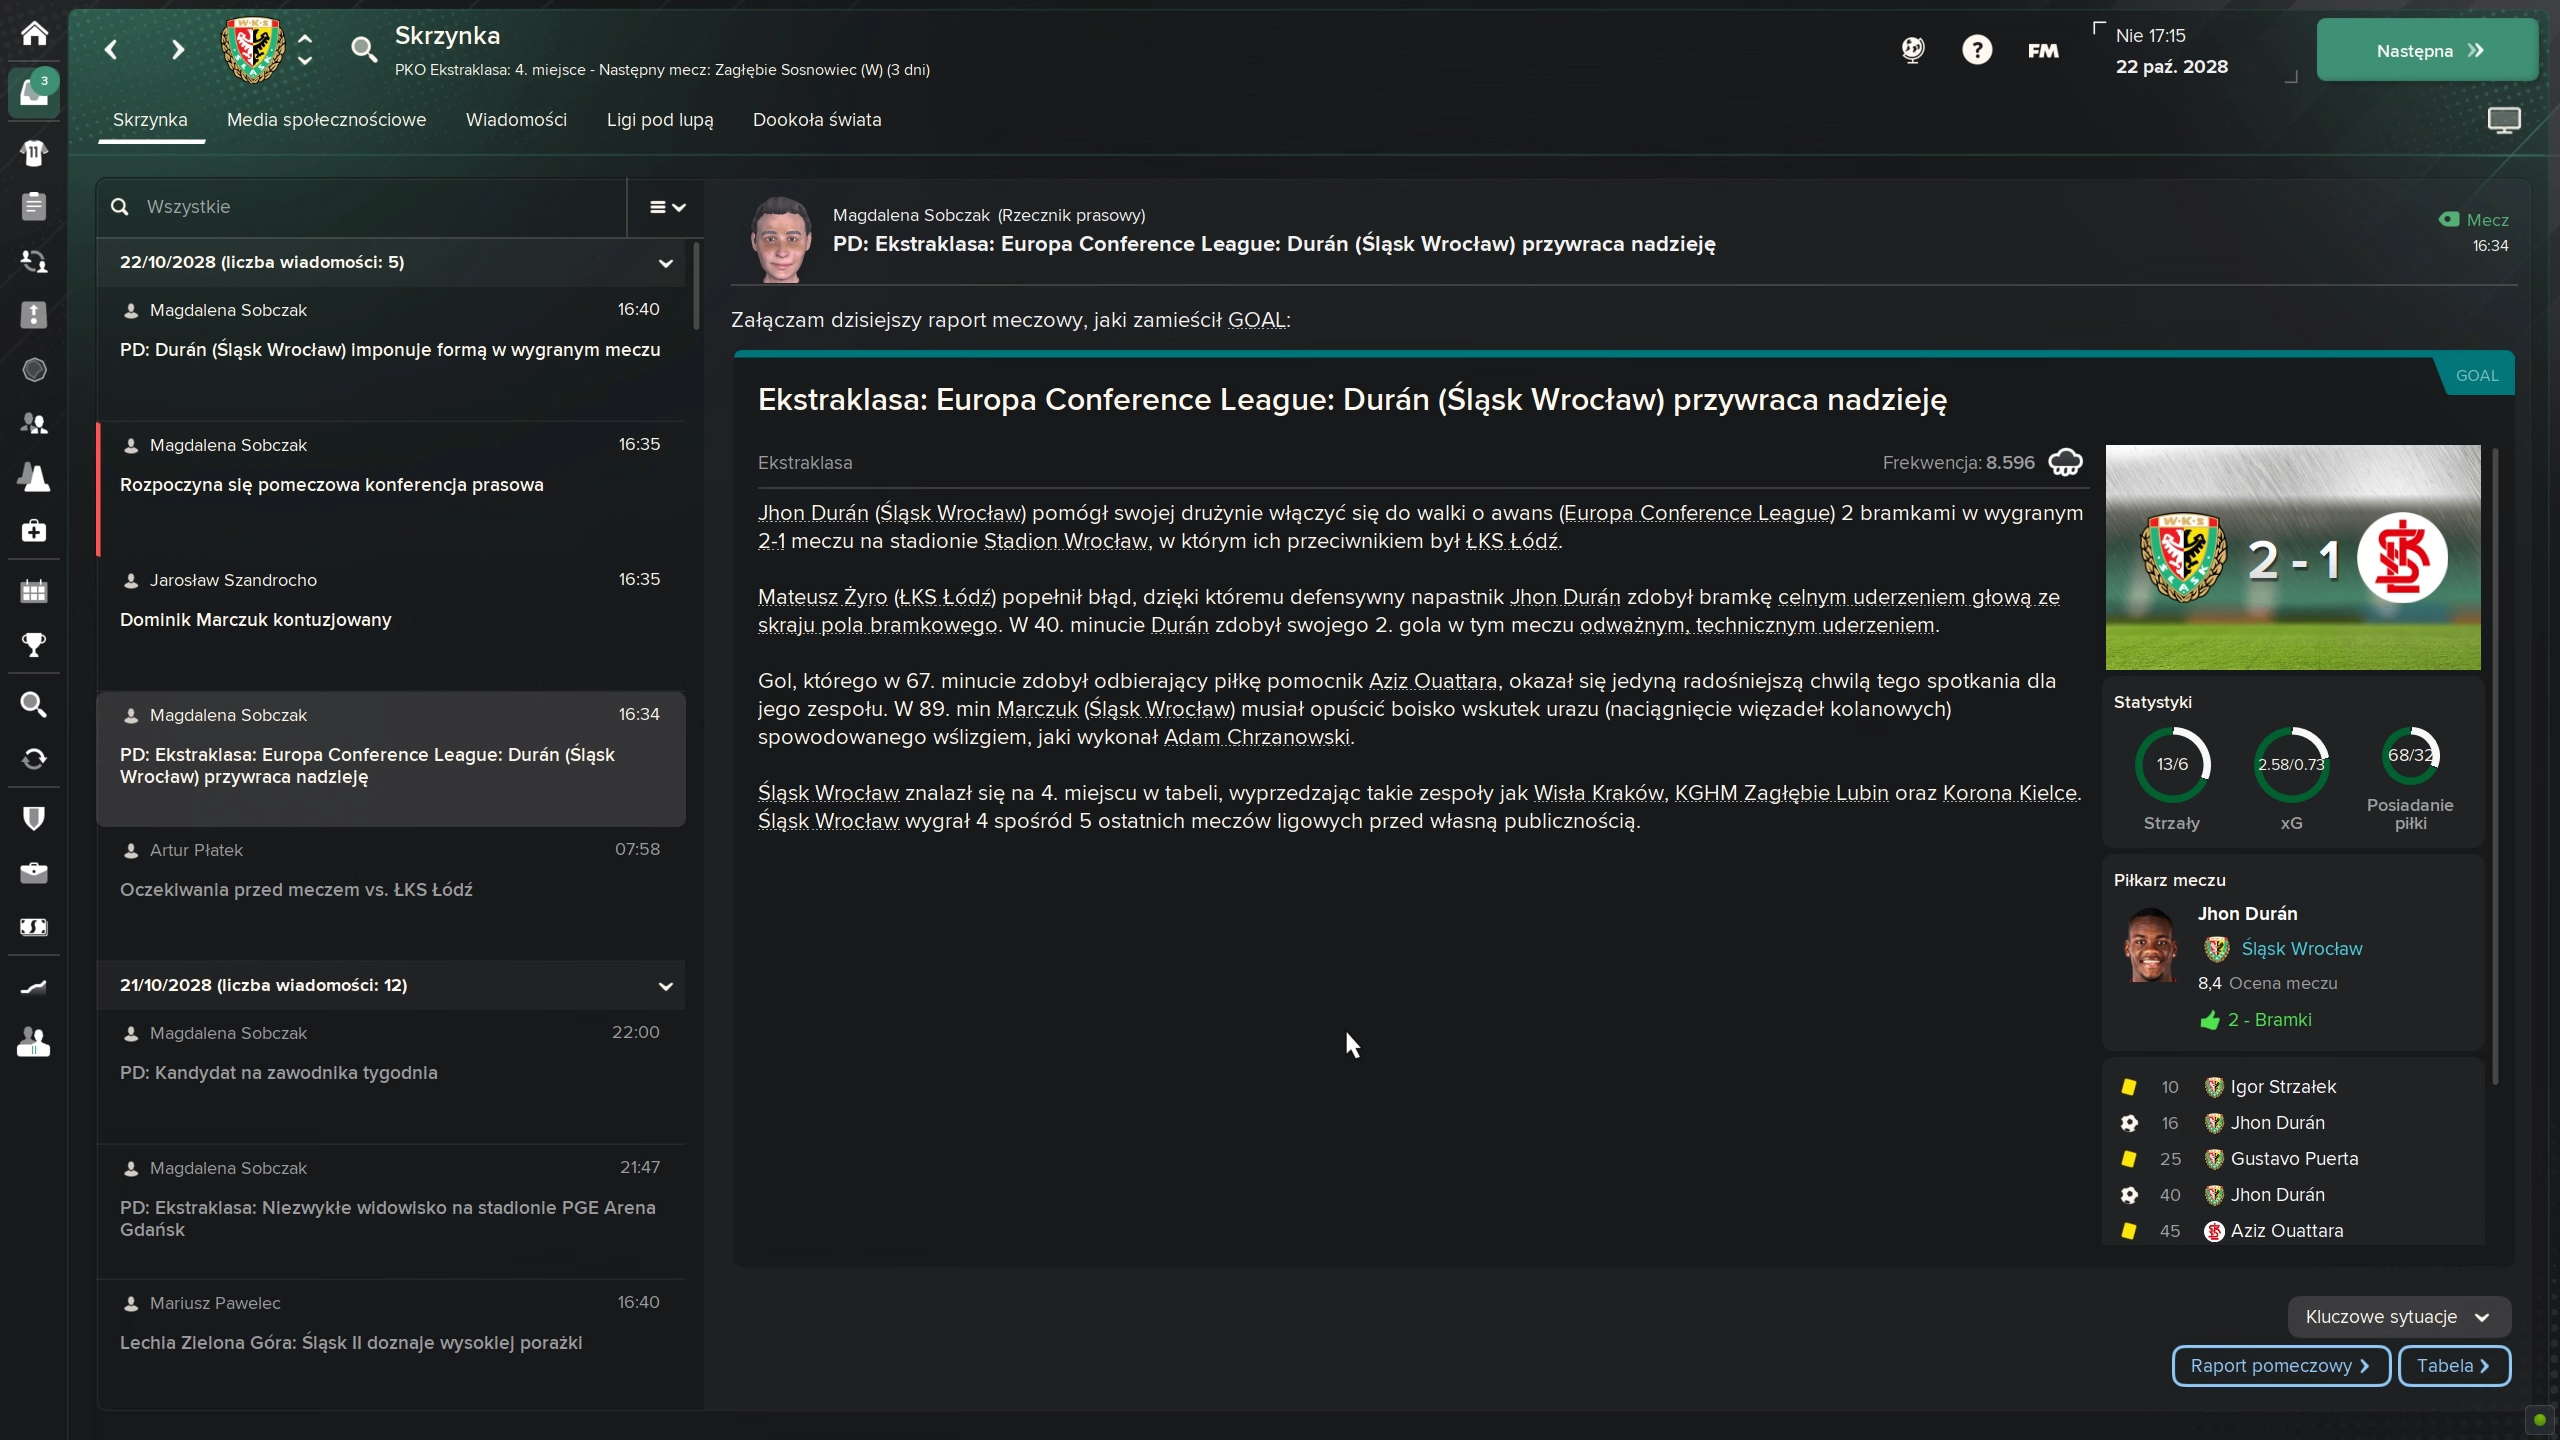 3
Skrzynka
PKO Ekstraklasa: 4. miejsce - Następny mecz: Zagłębie Sosnowiec (W) (3 dni)
FM
Nie 17:15
22 paź. 2028
Następna
Skrzynka
Media społecznościowe
Wiadomości
Ligi pod lupą
Dookoła świata
Wszystkie
22/10/2028 (liczba wiadomości: 5)
Magdalena Sobczak 16:40
PD: Durán (Śląsk Wrocław) imponuje formą w wygranym meczu
Magdalena Sobczak 16:35
Rozpoczyna się pomeczowa konferencja prasowa
Jarosław Szandrocho 16:35
Dominik Marczuk kontuzjowany
Magdalena Sobczak 16:34
PD: Ekstraklasa: Europa Conference League: Durán (Śląsk
Wrocław) przywraca nadzieję
Artur Płatek 07:58
Oczekiwania przed meczem vs. ŁKS Łódź
21/10/2028 (liczba wiadomości: 12)
Magdalena Sobczak 22:00
PD: Kandydat na zawodnika tygodnia
Magdalena Sobczak 21:47
PD: Ekstraklasa: Niezwykłe widowisko na stadionie PGE Arena
Gdańsk
Mariusz Pawelec 16:40
Lechia Zielona Góra: Śląsk II doznaje wysokiej porażki
Magdalena Sobczak (Rzecznik prasowy)
PD: Ekstraklasa: Europa Conference League: Durán (Śląsk Wrocław) przywraca nadzieję
Mecz
16:34
Załączam dzisiejszy raport meczowy, jaki zamieścił GOAL:
GOAL
Ekstraklasa: Europa Conference League: Durán (Śląsk Wrocław) przywraca nadzieję
Ekstraklasa
Frekwencja: 8.596
Jhon Durán (Śląsk Wrocław) pomógł swojej drużynie włączyć się do walki o awans (Europa Conference League) 2 bramkami w wygranym
2-1 meczu na stadionie Stadion Wrocław, w którym ich przeciwnikiem był ŁKS Łódź.
Mateusz Żyro (ŁKS Łódź) popełnił błąd, dzięki któremu defensywny napastnik Jhon Durán zdobył bramkę celnym uderzeniem głową ze
skraju pola bramkowego. W 40. minucie Durán zdobył swojego 2. gola w tym meczu odważnym, technicznym uderzeniem.
Gol, którego w 67. minucie zdobył odbierający piłkę pomocnik Aziz Ouattara, okazał się jedyną radośniejszą chwilą tego spotkania dla
jego zespołu. W 89. min Marczuk (Śląsk Wrocław) musiał opuścić boisko wskutek urazu (naciągnięcie więzadeł kolanowych)
spowodowanego wślizgiem, jaki wykonał Adam Chrzanowski.
Śląsk Wrocław znalazł się na 4. miejscu w tabeli, wyprzedzając takie zespoły jak Wisła Kraków, KGHM Zagłębie Lubin oraz Korona Kielce.
Śląsk Wrocław wygrał 4 spośród 5 ostatnich meczów ligowych przed własną publicznością.
2 - 1
Statystyki
13/6
2.58/0.73
68/32
Strzały
xG
Posiadanie
piłki
Piłkarz meczu
Jhon Durán
Śląsk Wrocław
8,4 Ocena meczu
2 - Bramki
10 Igor Strzałek
16 Jhon Durán
25 Gustavo Puerta
40 Jhon Durán
45 Aziz Ouattara
Kluczowe sytuacje
Raport pomeczowy
Tabela